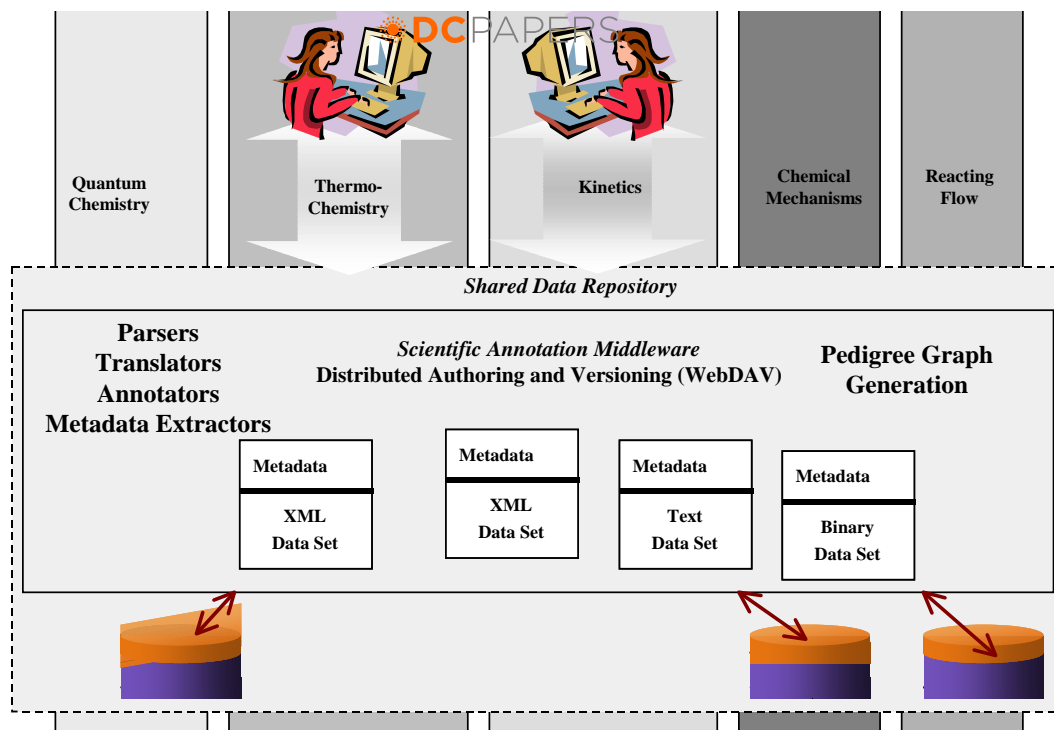 DCPAPERS
Quantum
Chemistry
Thermo-
Chemistry
Kinetics
Chemical
Mechanisms
Reacting
Flow
Shared Data Repository
Parsers
Translators
Annotators
Metadata Extractors
Scientific Annotation Middleware
Distributed Authoring and Versioning (WebDAV)
Pedigree Graph
Generation
Metadata
XML
Data Set
Metadata
XML
Data Set
Metadata
Text
Data Set
Metadata
Binary
Data Set